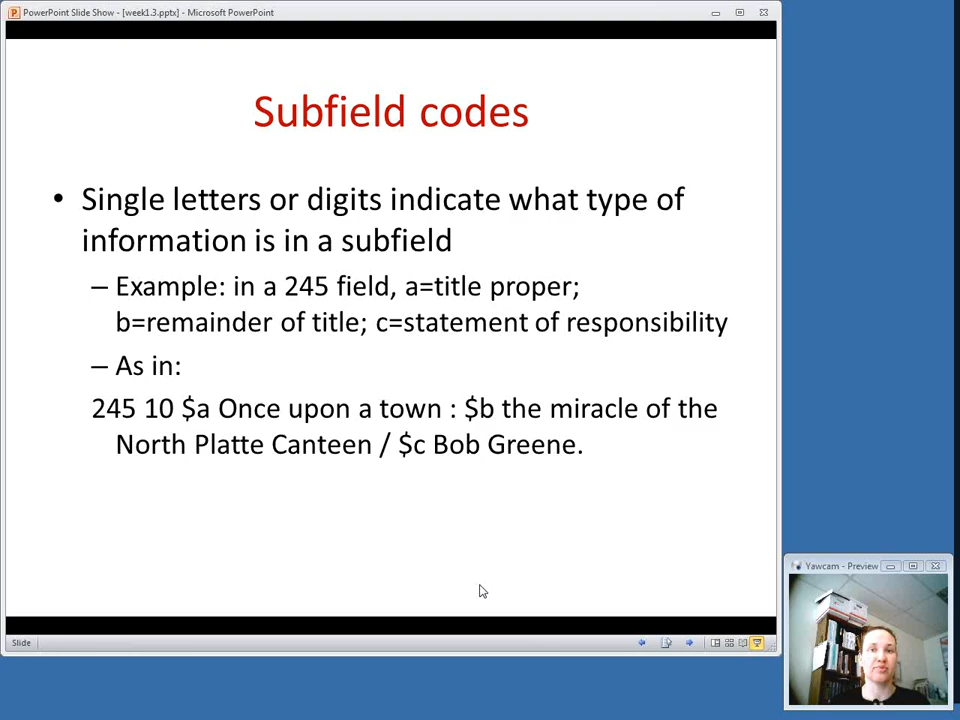 PowerPoint Slide Show - [week1.3.pptx] - Microsoft PowerPoint
Subfield codes
• Single letters or digits indicate what type of
information is in a subfield
– Example: in a 245 field, a=title proper;
b=remainder of title; c=statement of responsibility
– As in:
245 10 $a Once upon a town : $b the miracle of the
North Platte Canteen / $c Bob Greene.
Slide
Yawcam - Preview